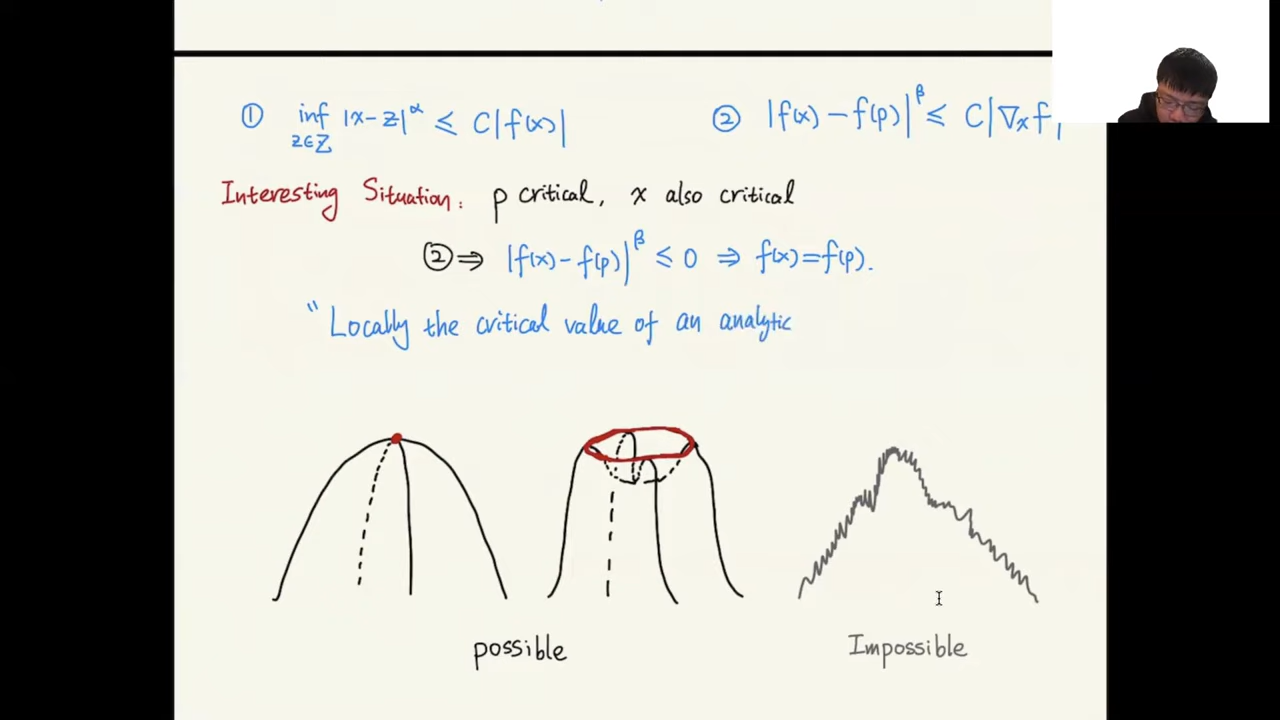 ① inf |x-z|^α ≤ C|f(x)|
z∈Z
② |f(x) - f(p)|^β ≤ C|∇ₓf|
Interesting Situation: p critical, x also critical
② ⇒ |f(x) - f(p)|^β ≤ 0 ⇒ f(x)=f(p).
"Locally the critical value of an analytic
possible
Impossible